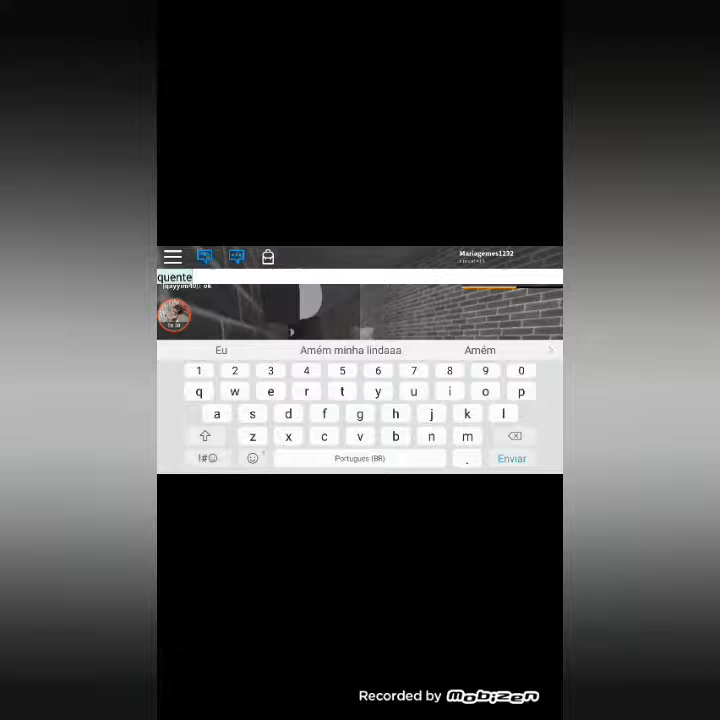 Mariagemes1232
quente
[qayyim40]: ok
Eu Amém minha lindaaa Amém
1 2 3 4 5 6 7 8 9 0
q w e r t y u i o p
a s d f g h j k l
z x c v b n m
!#☺ Portugues (BR) . Enviar
Recorded by Mobizen